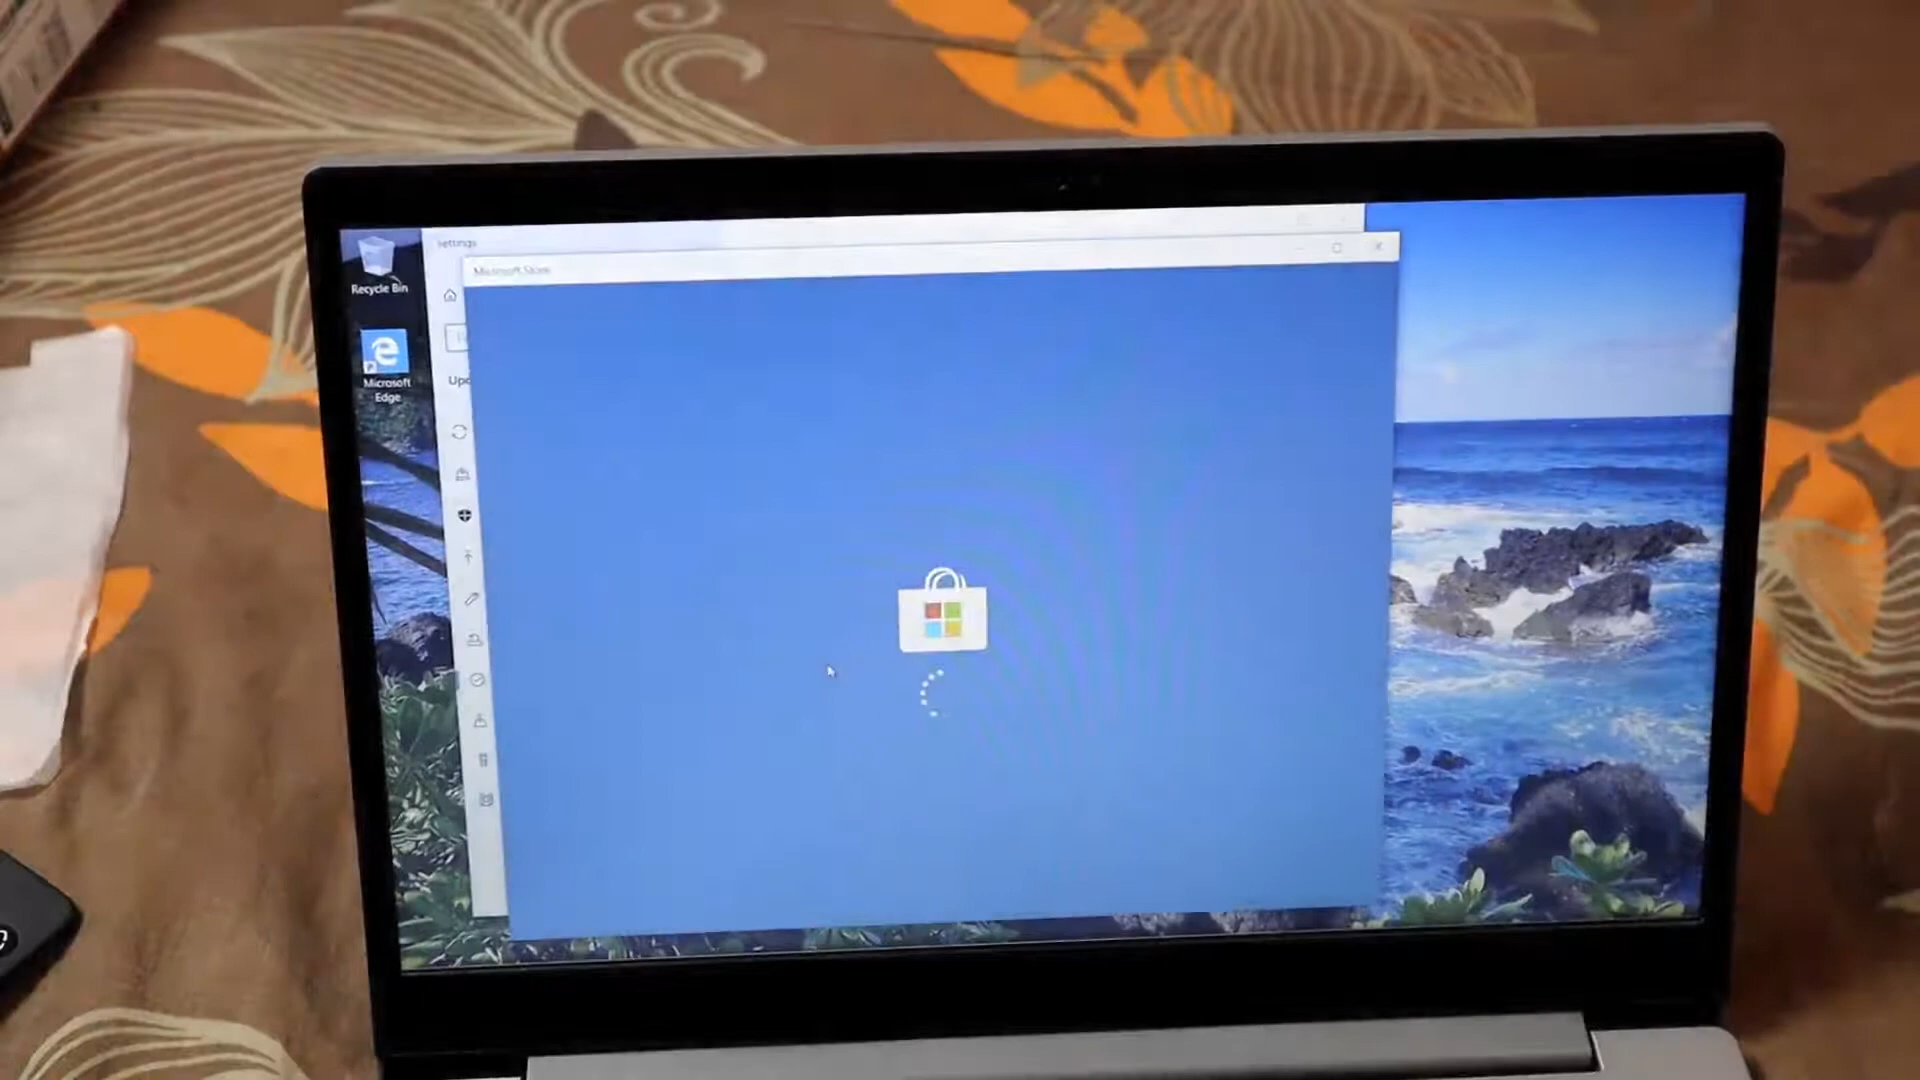 Settings
Microsoft Store
Recycle Bin
Upd
Microsoft
Edge